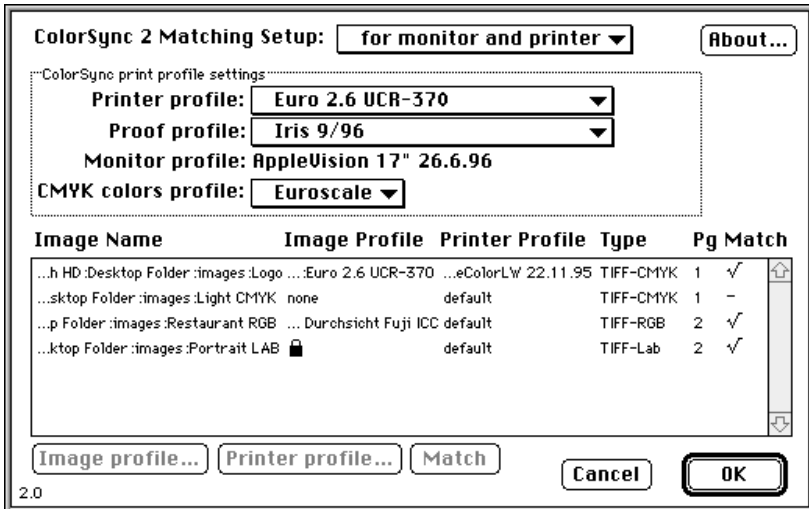 ColorSync 2 Matching Setup: for monitor and printer About...
ColorSync print profile settings
Printer profile: Euro 2.6 UCR-370
Proof profile: Iris 9/96
Monitor profile: AppleVision 17" 26.6.96
CMYK colors profile: Euroscale
Image Name Image Profile Printer Profile Type Pg Match
...h HD:Desktop Folder:images:Logo ...:Euro 2.6 UCR-370 ...eColorLW 22.11.95 TIFF-CMYK 1 √
...sktop Folder:images:Light CMYK none default TIFF-CMYK 1 -
...p Folder:images:Restaurant RGB ... Durchsicht Fuji ICC default TIFF-RGB 2 √
...ktop Folder:images:Portrait LAB default TIFF-Lab 2 √
Image profile... Printer profile... Match Cancel OK
2.0